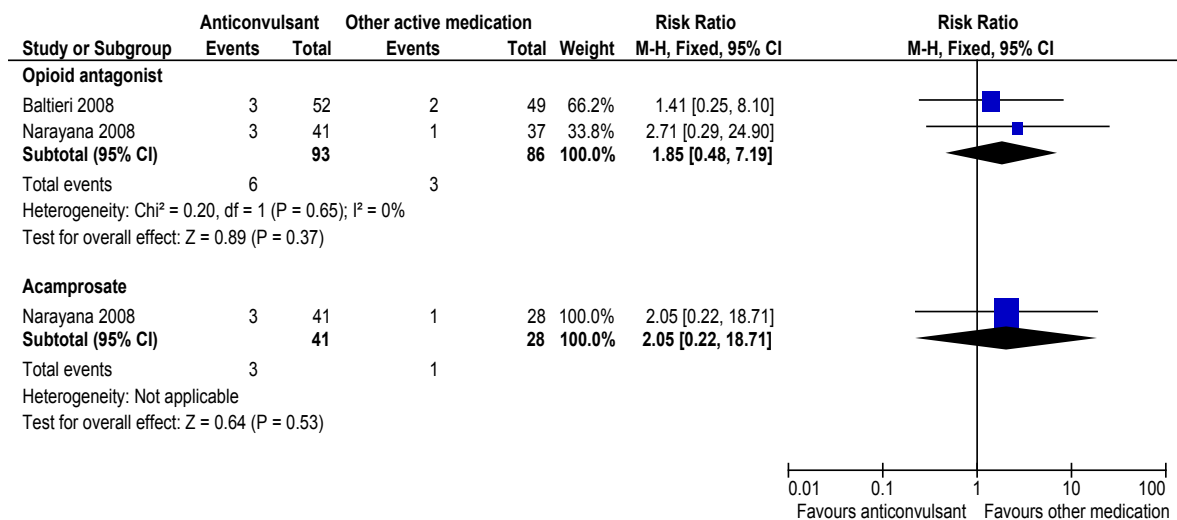 Anticonvulsant Other active medication Risk Ratio Risk Ratio
Study or Subgroup Events Total Events Total Weight M-H, Fixed, 95% CI M-H, Fixed, 95% CI
Opioid antagonist
Baltieri 2008 3 52 2 49 66.2% 1.41 [0.25, 8.10]
Narayana 2008 3 41 1 37 33.8% 2.71 [0.29, 24.90]
Subtotal (95% CI) 93 86 100.0% 1.85 [0.48, 7.19]
Total events 6 3
Heterogeneity: Chi² = 0.20, df = 1 (P = 0.65); I² = 0%
Test for overall effect: Z = 0.89 (P = 0.37)
Acamprosate
Narayana 2008 3 41 1 28 100.0% 2.05 [0.22, 18.71]
Subtotal (95% CI) 41 28 100.0% 2.05 [0.22, 18.71]
Total events 3 1
Heterogeneity: Not applicable
Test for overall effect: Z = 0.64 (P = 0.53)
0.01 0.1 1 10 100
Favours anticonvulsant Favours other medication